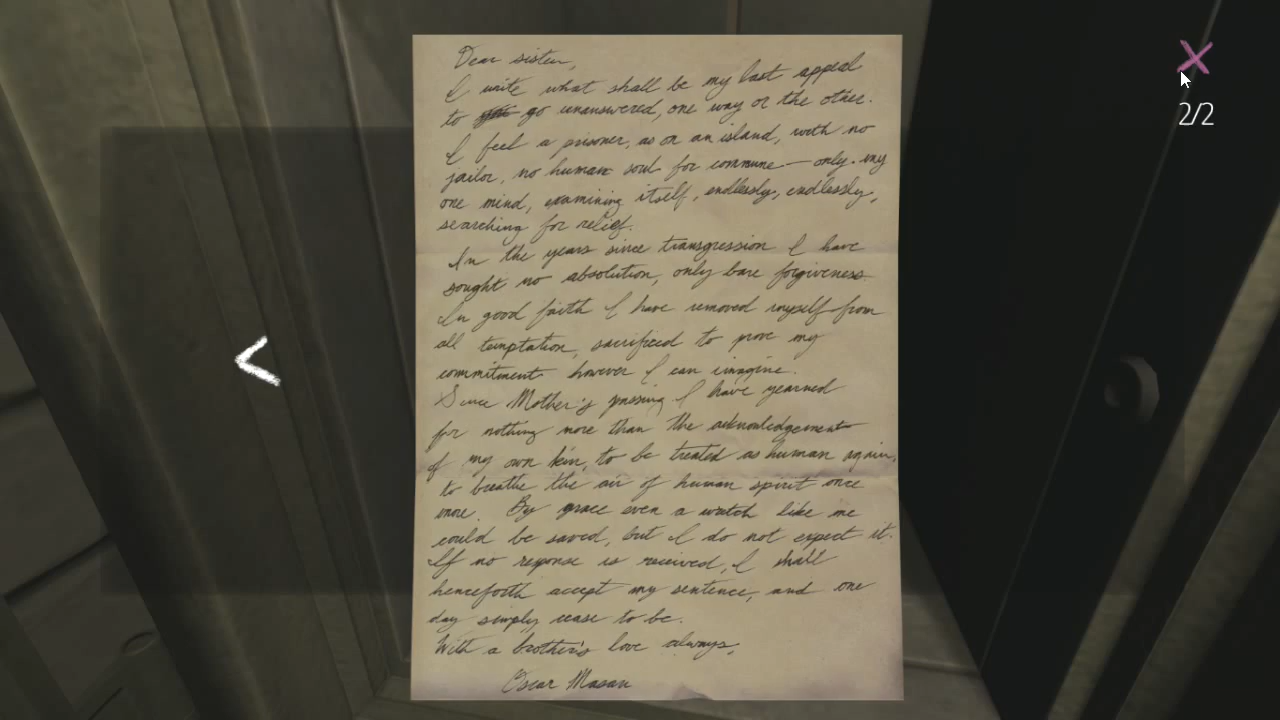 Dear sister,
I write what shall be my last appeal
to go unanswered, one way or the other.
I feel a prisoner, as on an island, with no
jailor, no human soul for commune — only my
one mind, examining itself, endlessly, endlessly,
searching for relief.
In the years since transgression I have
sought no absolution, only bare forgiveness.
In good faith I have removed myself from
all temptation, sacrificed to prove my
commitment however I can imagine.
Since Mother's passing I have yearned
for nothing more than the acknowledgement
of my own kin, to be treated as human again,
to breathe the air of human spirit once
more. By grace even a wretch like me
could be saved, but I do not expect it.
If no response is received, I shall
henceforth accept my sentence, and one
day simply cease to be.
With a brother's love always,
Oscar Masan
2/2